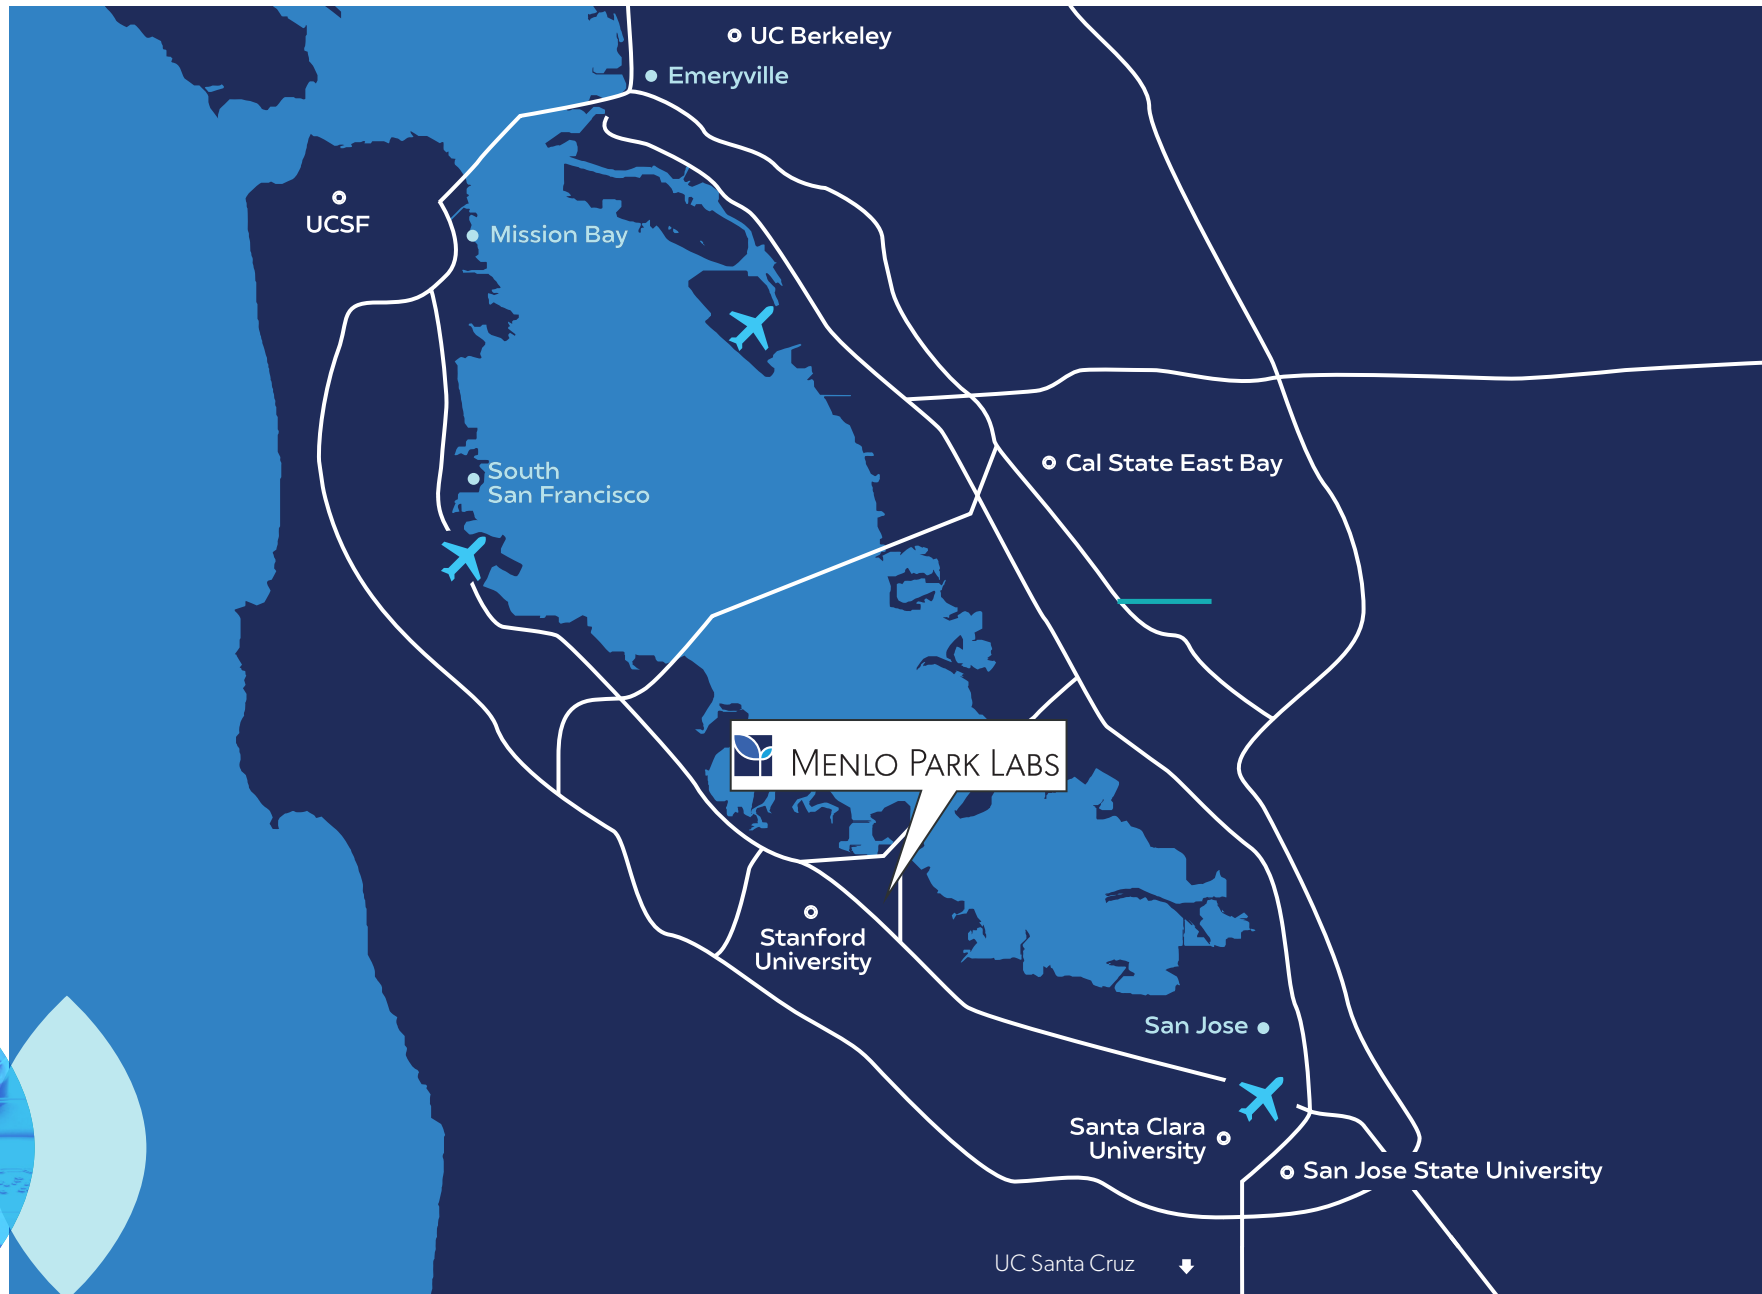 UC Berkeley
Emeryville
UCSF
Mission Bay
Cal State East Bay
South
San Francisco
MENLO PARK LABS
Stanford
University
San Jose
Santa Clara
University
San Jose State University
UC Santa Cruz